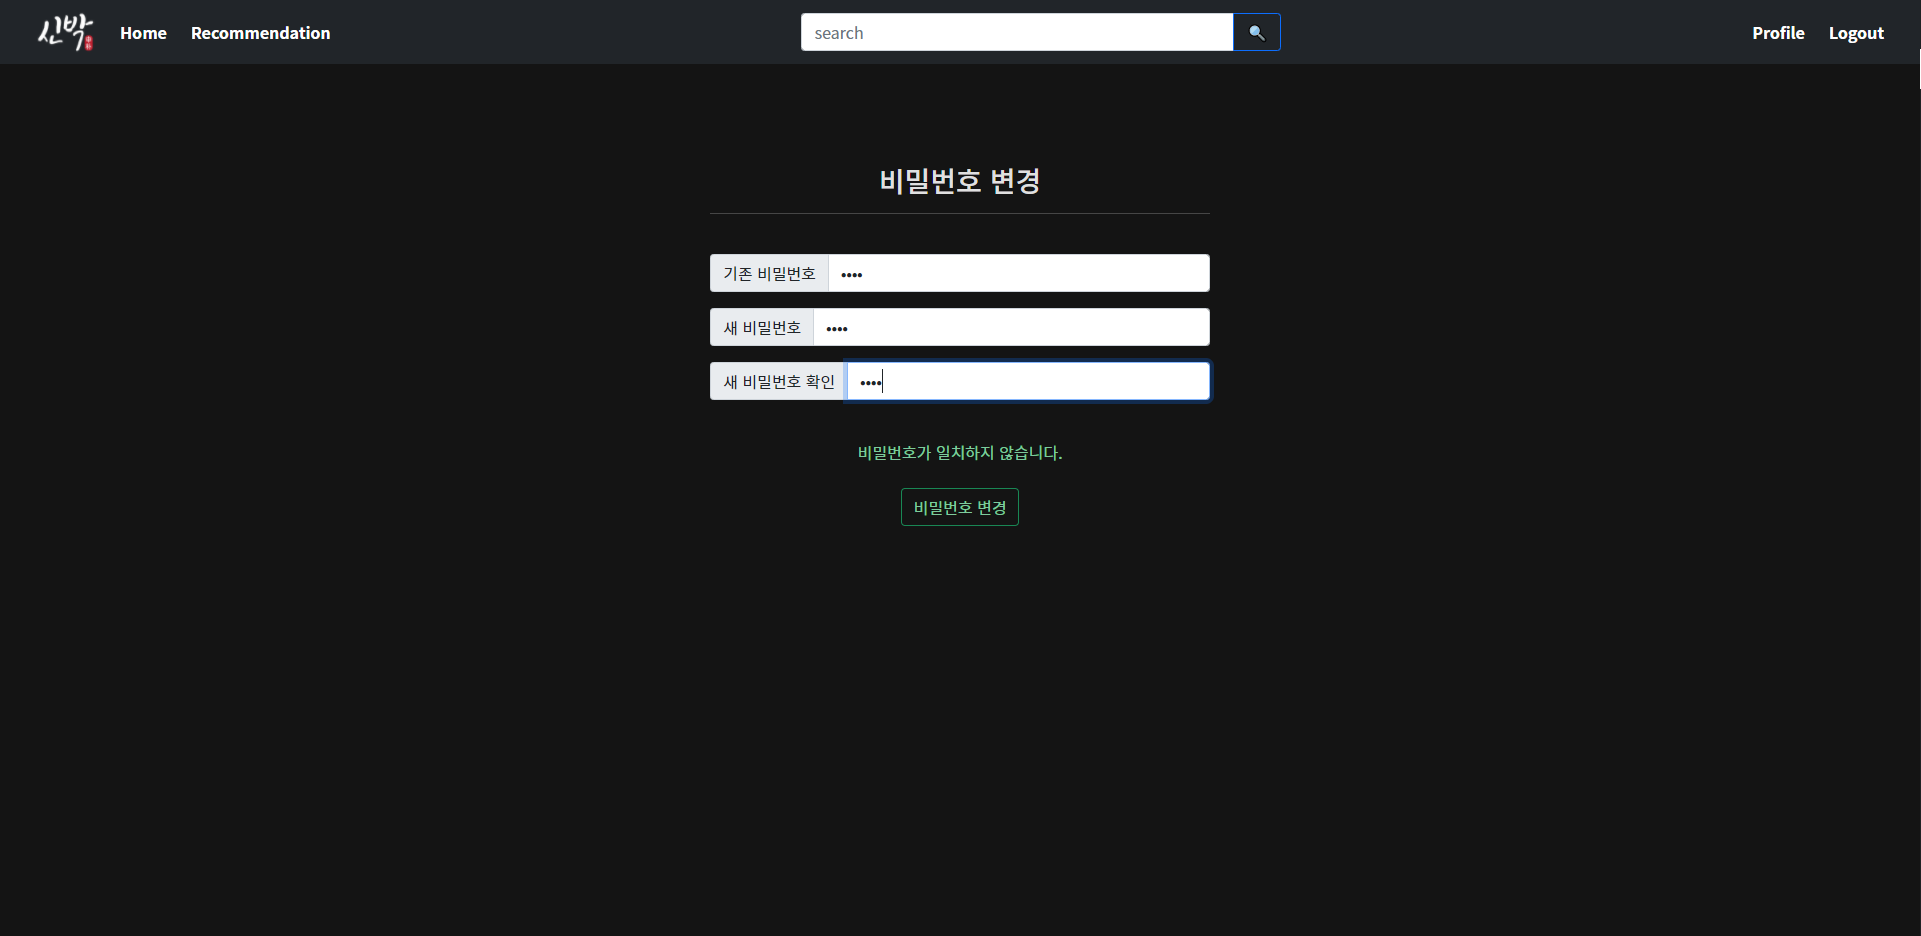 신박
Home
Recommendation
search
Profile
Logout
비밀번호 변경
기존 비밀번호 ••••
새 비밀번호 ••••
새 비밀번호 확인 ••••
비밀번호가 일치하지 않습니다.
비밀번호 변경